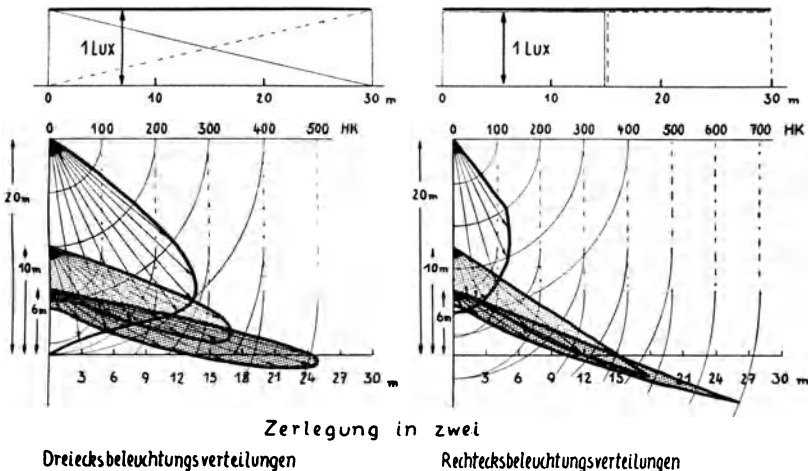 1 Lux
0 10 20 30 m
0 100 200 300 400 500 HK
20m
10m
6m
3 6 9 12 15 18 21 24 27 30 m
1 Lux
0 10 20 30 m
0 100 200 300 400 500 600 700 HK
20m
10m
6m
3 6 9 12 15 18 21 24 27 30 m
Zerlegung in zwei
Dreiecksbeleuchtungsverteilungen
Rechtecksbeleuchtungsverteilungen